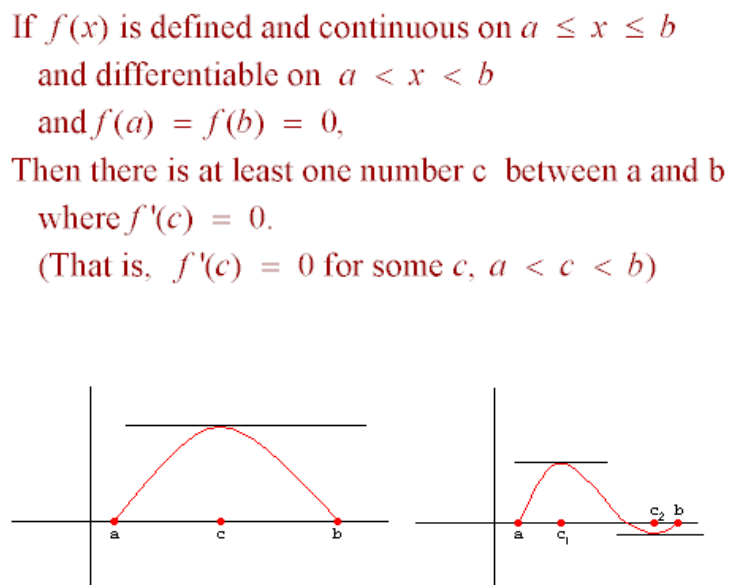 If f(x) is defined and continuous on a ≤ x ≤ b
and differentiable on a < x < b
and f(a) = f(b) = 0,
Then there is at least one number c between a and b
where f'(c) = 0.
(That is, f'(c) = 0 for some c, a < c < b)
a c b
a c₁ c₂ b